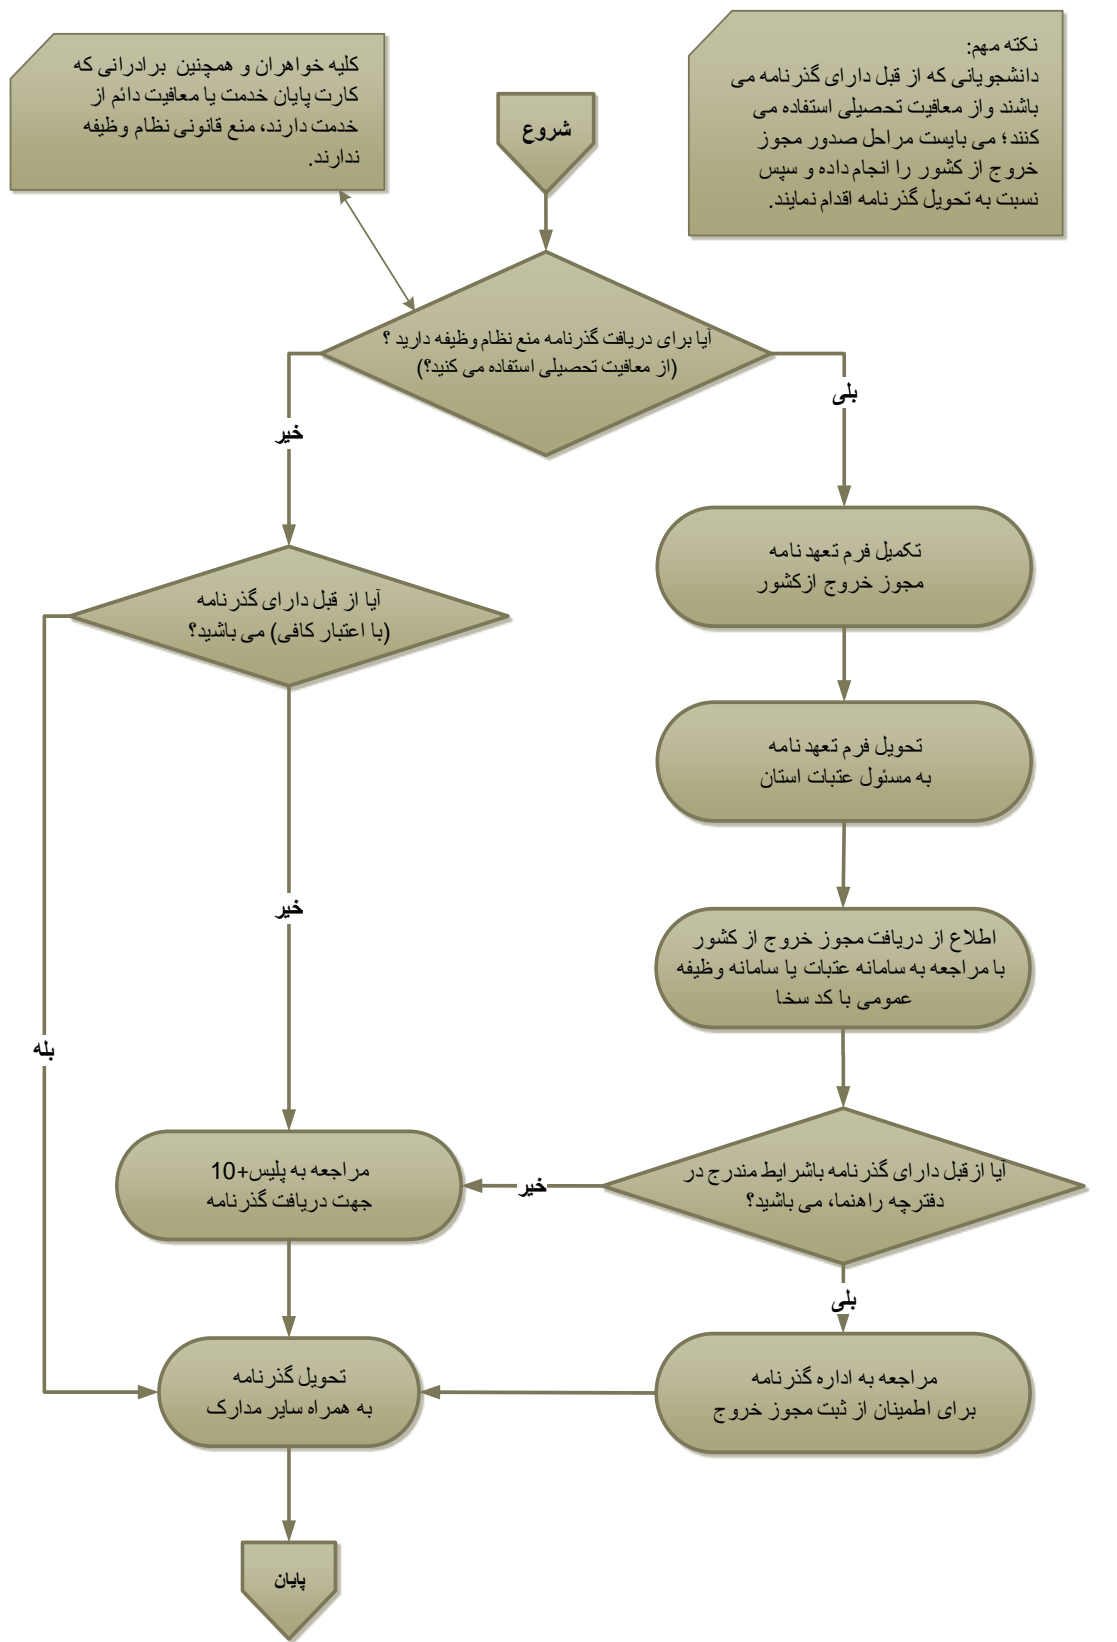 نکته مهم:
دانشجویانی که از قبل دارای گذرنامه می
باشند واز معافیت تحصیلی استفاده می
کنند؛ می بایست مراحل صدور مجوز
خروج از کشور را انجام داده و سپس
نسبت به تحویل گذرنامه اقدام نمایند.
کلیه خواهران و همچنین برادرانی که
کارت پایان خدمت یا معافیت دائم از
خدمت دارند، منع قانونی نظام وظیفه
ندارند.
شروع
آیا برای دریافت گذرنامه منع نظام وظیفه دارید ؟
(از معافیت تحصیلی استفاده می کنید؟)
بلی
خیر
تکمیل فرم تعهد نامه
مجوز خروج ازکشور
آیا از قبل دارای گذرنامه
(با اعتبار کافی) می باشید؟
تحویل فرم تعهد نامه
به مسئول عتبات استان
خیر
اطلاع از دریافت مجوز خروج از کشور
با مراجعه به سامانه عتبات یا سامانه وظیفه
عمومی با کد سخا
بله
آیا ازقبل دارای گذرنامه باشرایط مندرج در
دفترچه راهنما، می باشید؟
خیر
مراجعه به پلیس+10
جهت دریافت گذرنامه
بلی
مراجعه به اداره گذرنامه
برای اطمینان از ثبت مجوز خروج
تحویل گذرنامه
به همراه سایر مدارک
پایان